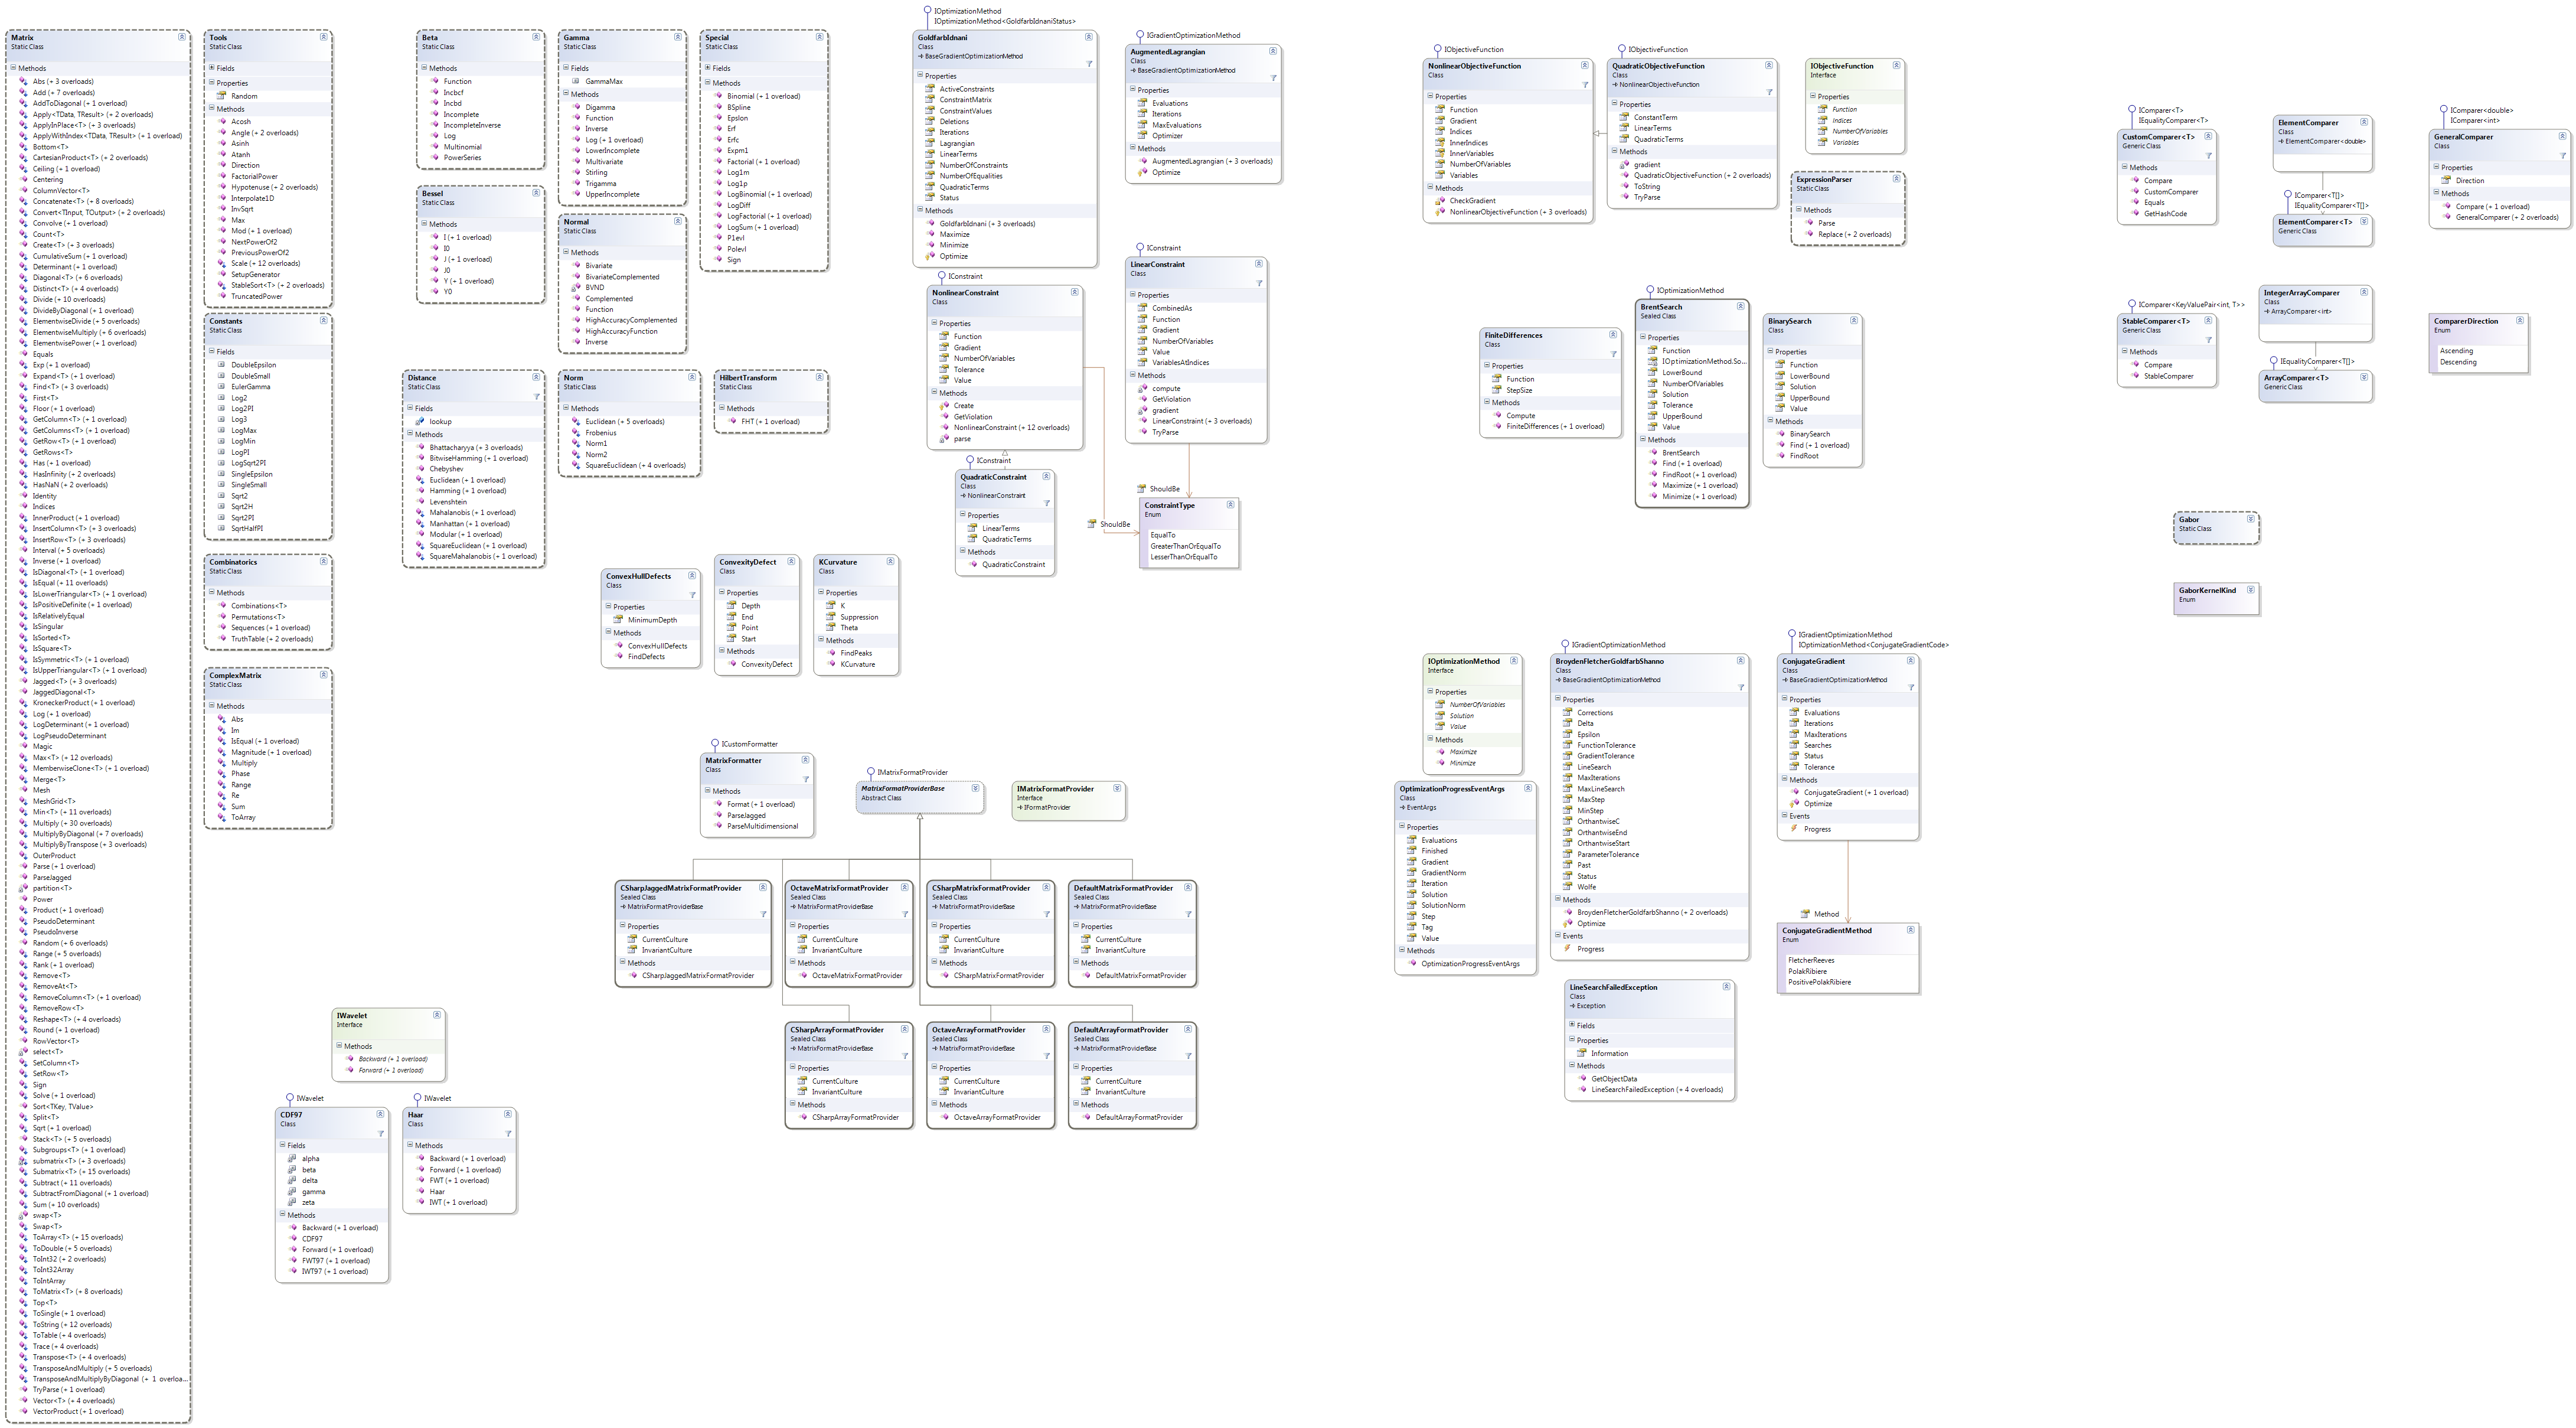 Matrix
Static Class
Methods
Abs (+ 3 overloads)
Add (+ 7 overloads)
AddToDiagonal (+ 1 overload)
Apply<TData, TResult> (+ 2 overloads)
ApplyInPlace<T> (+ 3 overloads)
ApplyWithIndex<TData, TResult> (+ 1 overload)
Bottom<T>
CartesianProduct<T> (+ 2 overloads)
Ceiling (+ 1 overload)
Centering
ColumnVector<T>
Concatenate<T> (+ 8 overloads)
Convert<TInput, TOutput> (+ 2 overloads)
Convolve (+ 1 overload)
Count<T>
Create<T> (+ 3 overloads)
CumulativeSum (+ 1 overload)
Determinant (+ 1 overload)
Diagonal<T> (+ 6 overloads)
Distinct<T> (+ 4 overloads)
Divide (+ 10 overloads)
DivideByDiagonal (+ 1 overload)
ElementwiseDivide (+ 5 overloads)
ElementwiseMultiply (+ 6 overloads)
ElementwisePower (+ 1 overload)
Equals
Exp (+ 1 overload)
Expand<T> (+ 1 overload)
Find<T> (+ 3 overloads)
First<T>
Floor (+ 1 overload)
GetColumn<T> (+ 1 overload)
GetColumns<T> (+ 1 overload)
GetRow<T> (+ 1 overload)
GetRows<T>
Has (+ 1 overload)
HasInfinity (+ 2 overloads)
HasNaN (+ 2 overloads)
Identity
Indices
InnerProduct (+ 1 overload)
InsertColumn<T> (+ 3 overloads)
InsertRow<T> (+ 3 overloads)
Interval (+ 5 overloads)
Inverse (+ 1 overload)
IsDiagonal<T> (+ 1 overload)
IsEqual (+ 11 overloads)
IsLowerTriangular<T> (+ 1 overload)
IsPositiveDefinite (+ 1 overload)
IsRelativelyEqual
IsSingular
IsSorted<T>
IsSquare<T>
IsSymmetric<T> (+ 1 overload)
IsUpperTriangular<T> (+ 1 overload)
Jagged<T> (+ 3 overloads)
JaggedDiagonal<T>
KroneckerProduct (+ 1 overload)
Log (+ 1 overload)
LogDeterminant (+ 1 overload)
LogPseudoDeterminant
Magic
Max<T> (+ 12 overloads)
MemberwiseClone<T> (+ 1 overload)
Merge<T>
Mesh
MeshGrid<T>
Min<T> (+ 11 overloads)
Multiply (+ 30 overloads)
MultiplyByDiagonal (+ 7 overloads)
MultiplyByTranspose (+ 3 overloads)
OuterProduct
Parse (+ 1 overload)
ParseJagged
partition<T>
Power
Product (+ 1 overload)
PseudoDeterminant
PseudoInverse
Random (+ 6 overloads)
Range (+ 5 overloads)
Rank (+ 1 overload)
Remove<T>
RemoveAt<T>
RemoveColumn<T> (+ 1 overload)
RemoveRow<T>
Reshape<T> (+ 4 overloads)
Round (+ 1 overload)
RowVector<T>
select<T>
SetColumn<T>
SetRow<T>
Sign
Solve (+ 1 overload)
Sort<TKey, TValue>
Split<T>
Sqrt (+ 1 overload)
Stack<T> (+ 5 overloads)
Subgroups<T> (+ 1 overload)
submatrix<T> (+ 3 overloads)
Submatrix<T> (+ 15 overloads)
Subtract (+ 11 overloads)
SubtractFromDiagonal (+ 1 overload)
Sum (+ 10 overloads)
swap<T>
Swap<T>
ToArray<T> (+ 15 overloads)
ToDouble (+ 5 overloads)
ToInt32 (+ 2 overloads)
ToInt32Array
ToIntArray
ToMatrix<T> (+ 8 overloads)
Top<T>
ToSingle (+ 1 overload)
ToString (+ 12 overloads)
ToTable (+ 4 overloads)
Trace (+ 4 overloads)
Transpose<T> (+ 4 overloads)
TransposeAndMultiply (+ 5 overloads)
TransposeAndMultiplyByDiagonal (+ 1 overloa...
TryParse (+ 1 overload)
Vector<T> (+ 4 overloads)
VectorProduct (+ 1 overload)
Tools
Static Class
Fields
Properties
Random
Methods
Acosh
Angle (+ 2 overloads)
Asinh
Atanh
Direction
FactorialPower
Hypotenuse (+ 2 overloads)
Interpolate1D
InvSqrt
Max
Mod (+ 1 overload)
NextPowerOf2
PreviousPowerOf2
Scale (+ 12 overloads)
SetupGenerator
StableSort<T> (+ 2 overloads)
TruncatedPower
Constants
Static Class
Fields
DoubleEpsilon
DoubleSmall
EulerGamma
Log2
Log2PI
Log3
LogMax
LogMin
LogPI
LogSqrt2PI
SingleEpsilon
SingleSmall
Sqrt2
Sqrt2H
Sqrt2PI
SqrtHalfPI
Combinatorics
Static Class
Methods
Combinations<T>
Permutations<T>
Sequences (+ 1 overload)
TruthTable (+ 2 overloads)
ComplexMatrix
Static Class
Methods
Abs
Im
IsEqual (+ 1 overload)
Magnitude (+ 1 overload)
Multiply
Phase
Range
Re
Sum
ToArray
IWavelet
Interface
Methods
Backward (+ 1 overload)
Forward (+ 1 overload)
IWavelet
CDF97
Class
Fields
alpha
beta
delta
gamma
zeta
Methods
Backward (+ 1 overload)
CDF97
Forward (+ 1 overload)
FWT97 (+ 1 overload)
IWT97 (+ 1 overload)
IWavelet
Haar
Class
Methods
Backward (+ 1 overload)
Forward (+ 1 overload)
FWT (+ 1 overload)
Haar
IWT (+ 1 overload)
Beta
Static Class
Methods
Function
Incbcf
Incbd
Incomplete
IncompleteInverse
Log
Multinomial
PowerSeries
Bessel
Static Class
Methods
I (+ 1 overload)
I0
J (+ 1 overload)
J0
Y (+ 1 overload)
Y0
Distance
Static Class
Fields
lookup
Methods
Bhattacharyya (+ 3 overloads)
BitwiseHamming (+ 1 overload)
Chebyshev
Euclidean (+ 1 overload)
Hamming (+ 1 overload)
Levenshtein
Mahalanobis (+ 1 overload)
Manhattan (+ 1 overload)
Modular (+ 1 overload)
SquareEuclidean (+ 1 overload)
SquareMahalanobis (+ 1 overload)
Gamma
Static Class
Fields
GammaMax
Methods
Digamma
Function
Inverse
Log (+ 1 overload)
LowerIncomplete
Multivariate
Stirling
Trigamma
UpperIncomplete
Normal
Static Class
Methods
Bivariate
BivariateComplemented
BVND
Complemented
Function
HighAccuracyComplemented
HighAccuracyFunction
Inverse
Norm
Static Class
Methods
Euclidean (+ 5 overloads)
Frobenius
Norm1
Norm2
SquareEuclidean (+ 4 overloads)
Special
Static Class
Fields
Methods
Binomial (+ 1 overload)
BSpline
Epslon
Erf
Erfc
Expm1
Factorial (+ 1 overload)
Log1m
Log1p
LogBinomial (+ 1 overload)
LogDiff
LogFactorial (+ 1 overload)
LogSum (+ 1 overload)
P1evl
Polevl
Sign
HilbertTransform
Static Class
Methods
FHT (+ 1 overload)
ConvexHullDefects
Class
Properties
MinimumDepth
Methods
ConvexHullDefects
FindDefects
ConvexityDefect
Class
Properties
Depth
End
Point
Start
Methods
ConvexityDefect
KCurvature
Class
Properties
K
Suppression
Theta
Methods
FindPeaks
KCurvature
ICustomFormatter
MatrixFormatter
Class
Methods
Format (+ 1 overload)
ParseJagged
ParseMultidimensional
IMatrixFormatProvider
MatrixFormatProviderBase
Abstract Class
IMatrixFormatProvider
Interface
IFormatProvider
CSharpJaggedMatrixFormatProvider
Sealed Class
MatrixFormatProviderBase
Properties
CurrentCulture
InvariantCulture
Methods
CSharpJaggedMatrixFormatProvider
OctaveMatrixFormatProvider
Sealed Class
MatrixFormatProviderBase
Properties
CurrentCulture
InvariantCulture
Methods
OctaveMatrixFormatProvider
CSharpMatrixFormatProvider
Sealed Class
MatrixFormatProviderBase
Properties
CurrentCulture
InvariantCulture
Methods
CSharpMatrixFormatProvider
DefaultMatrixFormatProvider
Sealed Class
MatrixFormatProviderBase
Properties
CurrentCulture
InvariantCulture
Methods
DefaultMatrixFormatProvider
CSharpArrayFormatProvider
Sealed Class
MatrixFormatProviderBase
Properties
CurrentCulture
InvariantCulture
Methods
CSharpArrayFormatProvider
OctaveArrayFormatProvider
Sealed Class
MatrixFormatProviderBase
Properties
CurrentCulture
InvariantCulture
Methods
OctaveArrayFormatProvider
DefaultArrayFormatProvider
Sealed Class
MatrixFormatProviderBase
Properties
CurrentCulture
InvariantCulture
Methods
DefaultArrayFormatProvider
IOptimizationMethod
IOptimizationMethod<GoldfarbIdnaniStatus>
GoldfarbIdnani
Class
BaseGradientOptimizationMethod
Properties
ActiveConstraints
ConstraintMatrix
ConstraintValues
Deletions
Iterations
Lagrangian
LinearTerms
NumberOfConstraints
NumberOfEqualities
QuadraticTerms
Status
Methods
GoldfarbIdnani (+ 3 overloads)
Maximize
Minimize
Optimize
IConstraint
NonlinearConstraint
Class
Properties
Function
Gradient
NumberOfVariables
Tolerance
Value
Methods
Create
GetViolation
NonlinearConstraint (+ 12 overloads)
parse
IConstraint
QuadraticConstraint
Class
NonlinearConstraint
Properties
LinearTerms
QuadraticTerms
Methods
QuadraticConstraint
IGradientOptimizationMethod
AugmentedLagrangian
Class
BaseGradientOptimizationMethod
Properties
Evaluations
Iterations
MaxEvaluations
Optimizer
Methods
AugmentedLagrangian (+ 3 overloads)
Optimize
IConstraint
LinearConstraint
Class
Properties
CombinedAs
Function
Gradient
NumberOfVariables
Value
VariablesAtIndices
Methods
compute
GetViolation
gradient
LinearConstraint (+ 3 overloads)
TryParse
ShouldBe
ShouldBe
ConstraintType
Enum
EqualTo
GreaterThanOrEqualTo
LesserThanOrEqualTo
IObjectiveFunction
NonlinearObjectiveFunction
Class
Properties
Function
Gradient
Indices
InnerIndices
InnerVariables
NumberOfVariables
Variables
Methods
CheckGradient
NonlinearObjectiveFunction (+ 3 overloads)
IObjectiveFunction
QuadraticObjectiveFunction
Class
NonlinearObjectiveFunction
Properties
ConstantTerm
LinearTerms
QuadraticTerms
Methods
gradient
QuadraticObjectiveFunction (+ 2 overloads)
ToString
TryParse
IObjectiveFunction
Interface
Properties
Function
Indices
NumberOfVariables
Variables
ExpressionParser
Static Class
Methods
Parse
Replace (+ 2 overloads)
FiniteDifferences
Class
Properties
Function
StepSize
Methods
Compute
FiniteDifferences (+ 1 overload)
IOptimizationMethod
BrentSearch
Sealed Class
Properties
Function
IOptimizationMethod.So...
LowerBound
NumberOfVariables
Solution
Tolerance
UpperBound
Value
Methods
BrentSearch
Find (+ 1 overload)
FindRoot (+ 1 overload)
Maximize (+ 1 overload)
Minimize (+ 1 overload)
BinarySearch
Class
Properties
Function
LowerBound
Solution
UpperBound
Value
Methods
BinarySearch
Find (+ 1 overload)
FindRoot
IOptimizationMethod
Interface
Properties
NumberOfVariables
Solution
Value
Methods
Maximize
Minimize
OptimizationProgressEventArgs
Class
EventArgs
Properties
Evaluations
Finished
Gradient
GradientNorm
Iteration
Solution
SolutionNorm
Step
Tag
Value
Methods
OptimizationProgressEventArgs
IGradientOptimizationMethod
BroydenFletcherGoldfarbShanno
Class
BaseGradientOptimizationMethod
Properties
Corrections
Delta
Epsilon
FunctionTolerance
GradientTolerance
LineSearch
MaxIterations
MaxLineSearch
MaxStep
MinStep
OrthantwiseC
OrthantwiseEnd
OrthantwiseStart
ParameterTolerance
Past
Status
Wolfe
Methods
BroydenFletcherGoldfarbShanno (+ 2 overloads)
Optimize
Events
Progress
LineSearchFailedException
Class
Exception
Fields
Properties
Information
Methods
GetObjectData
LineSearchFailedException (+ 4 overloads)
IGradientOptimizationMethod
IOptimizationMethod<ConjugateGradientCode>
ConjugateGradient
Class
BaseGradientOptimizationMethod
Properties
Evaluations
Iterations
MaxIterations
Searches
Status
Tolerance
Methods
ConjugateGradient (+ 1 overload)
Optimize
Events
Progress
Method
ConjugateGradientMethod
Enum
FletcherReeves
PolakRibiere
PositivePolakRibiere
IComparer<T>
IEqualityComparer<T>
CustomComparer<T>
Generic Class
Methods
Compare
CustomComparer
Equals
GetHashCode
ElementComparer
Class
ElementComparer<double>
IComparer<T[]>
IEqualityComparer<T[]>
ElementComparer<T>
Generic Class
IComparer<double>
IComparer<int>
GeneralComparer
Class
Properties
Direction
Methods
Compare (+ 1 overload)
GeneralComparer (+ 2 overloads)
IComparer<KeyValuePair<int, T>>
StableComparer<T>
Generic Class
Methods
Compare
StableComparer
IntegerArrayComparer
Class
ArrayComparer<int>
IEqualityComparer<T[]>
ArrayComparer<T>
Generic Class
ComparerDirection
Enum
Ascending
Descending
Gabor
Static Class
GaborKernelKind
Enum